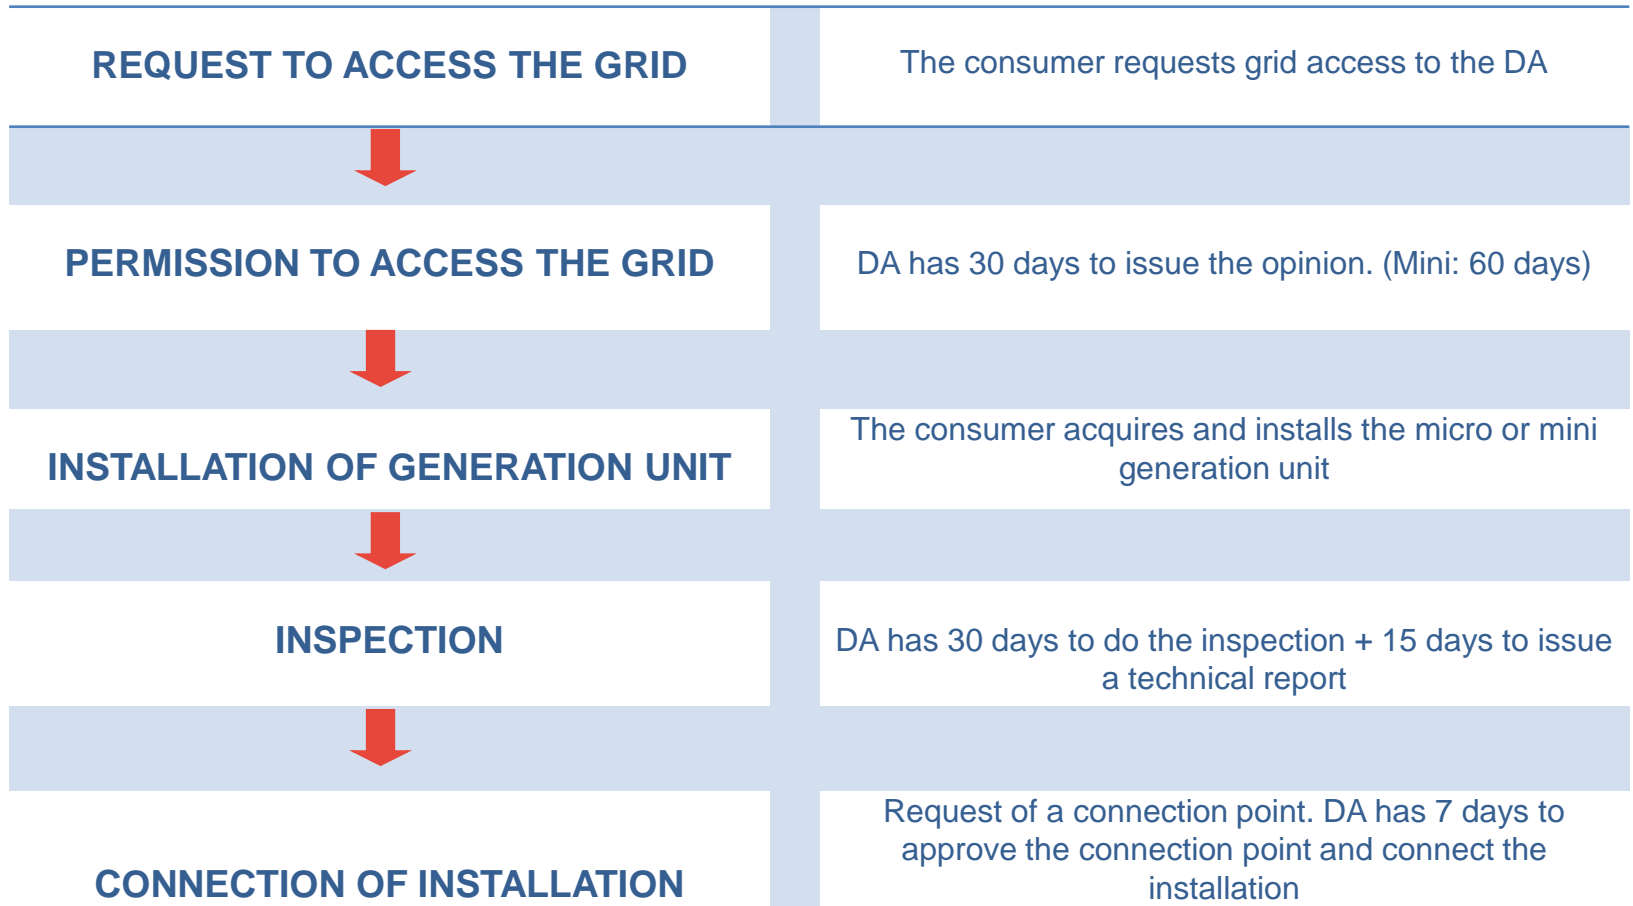 REQUEST TO ACCESS THE GRID
The consumer requests grid access to the DA
PERMISSION TO ACCESS THE GRID
DA has 30 days to issue the opinion. (Mini: 60 days)
INSTALLATION OF GENERATION UNIT
The consumer acquires and installs the micro or mini
generation unit
INSPECTION
DA has 30 days to do the inspection + 15 days to issue
a technical report
CONNECTION OF INSTALLATION
Request of a connection point. DA has 7 days to
approve the connection point and connect the
installation